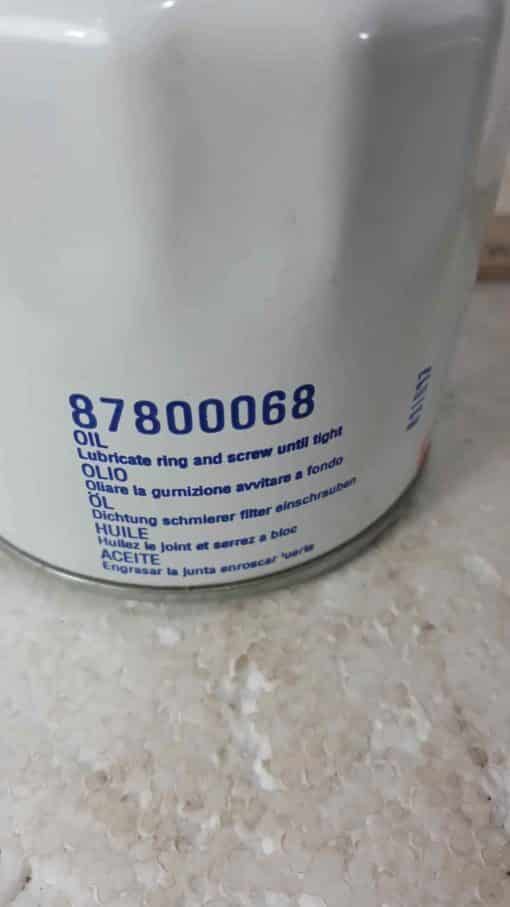 87800068
OIL
Lubricate ring and screw until tight
OLIO
Oliare la gurnizione avvitare a fondo
ÖL
Dichtung schmierer filter einschrauben
HUILE
Huilez le joint et serrez a bloc
ACEITE
Engrasar la junta enroscar